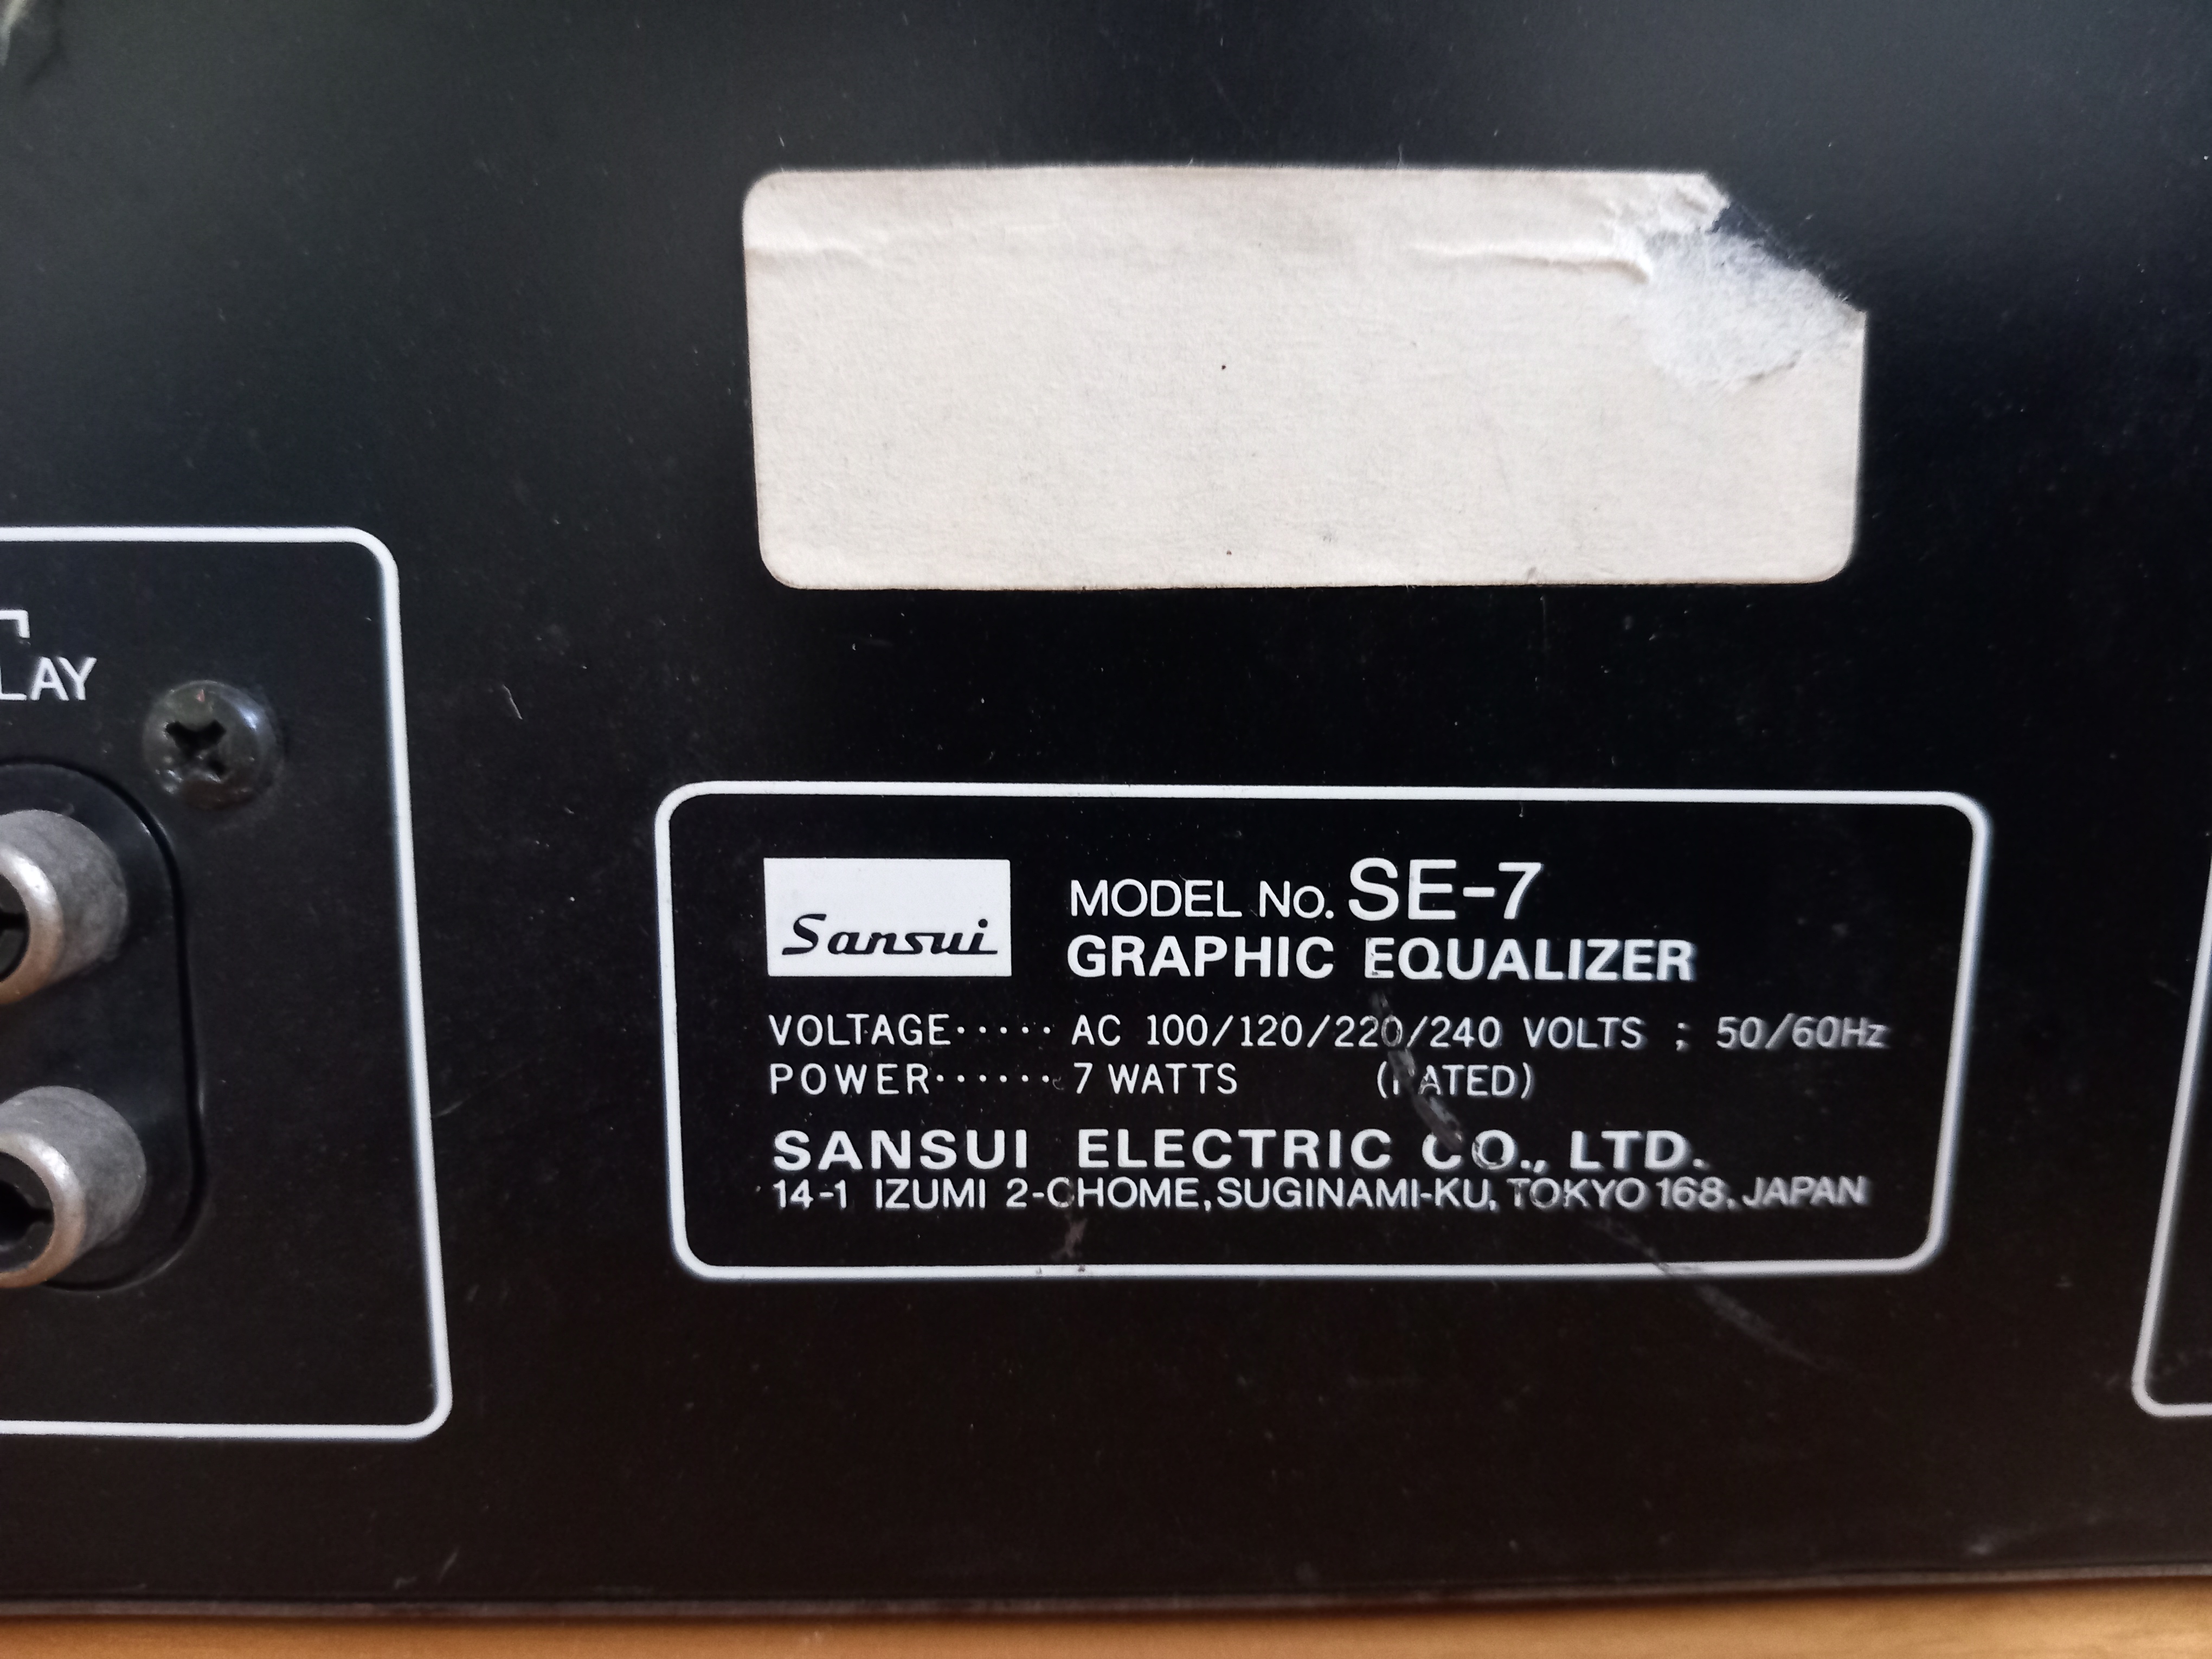 LAY
Sansui
MODEL No. SE-7
GRAPHIC EQUALIZER
VOLTAGE····· AC 100/120/220/240 VOLTS ; 50/60Hz
POWER······ 7 WATTS (RATED)
SANSUI ELECTRIC CO., LTD.
14-1 IZUMI 2-CHOME, SUGINAMI-KU, TOKYO 168, JAPAN